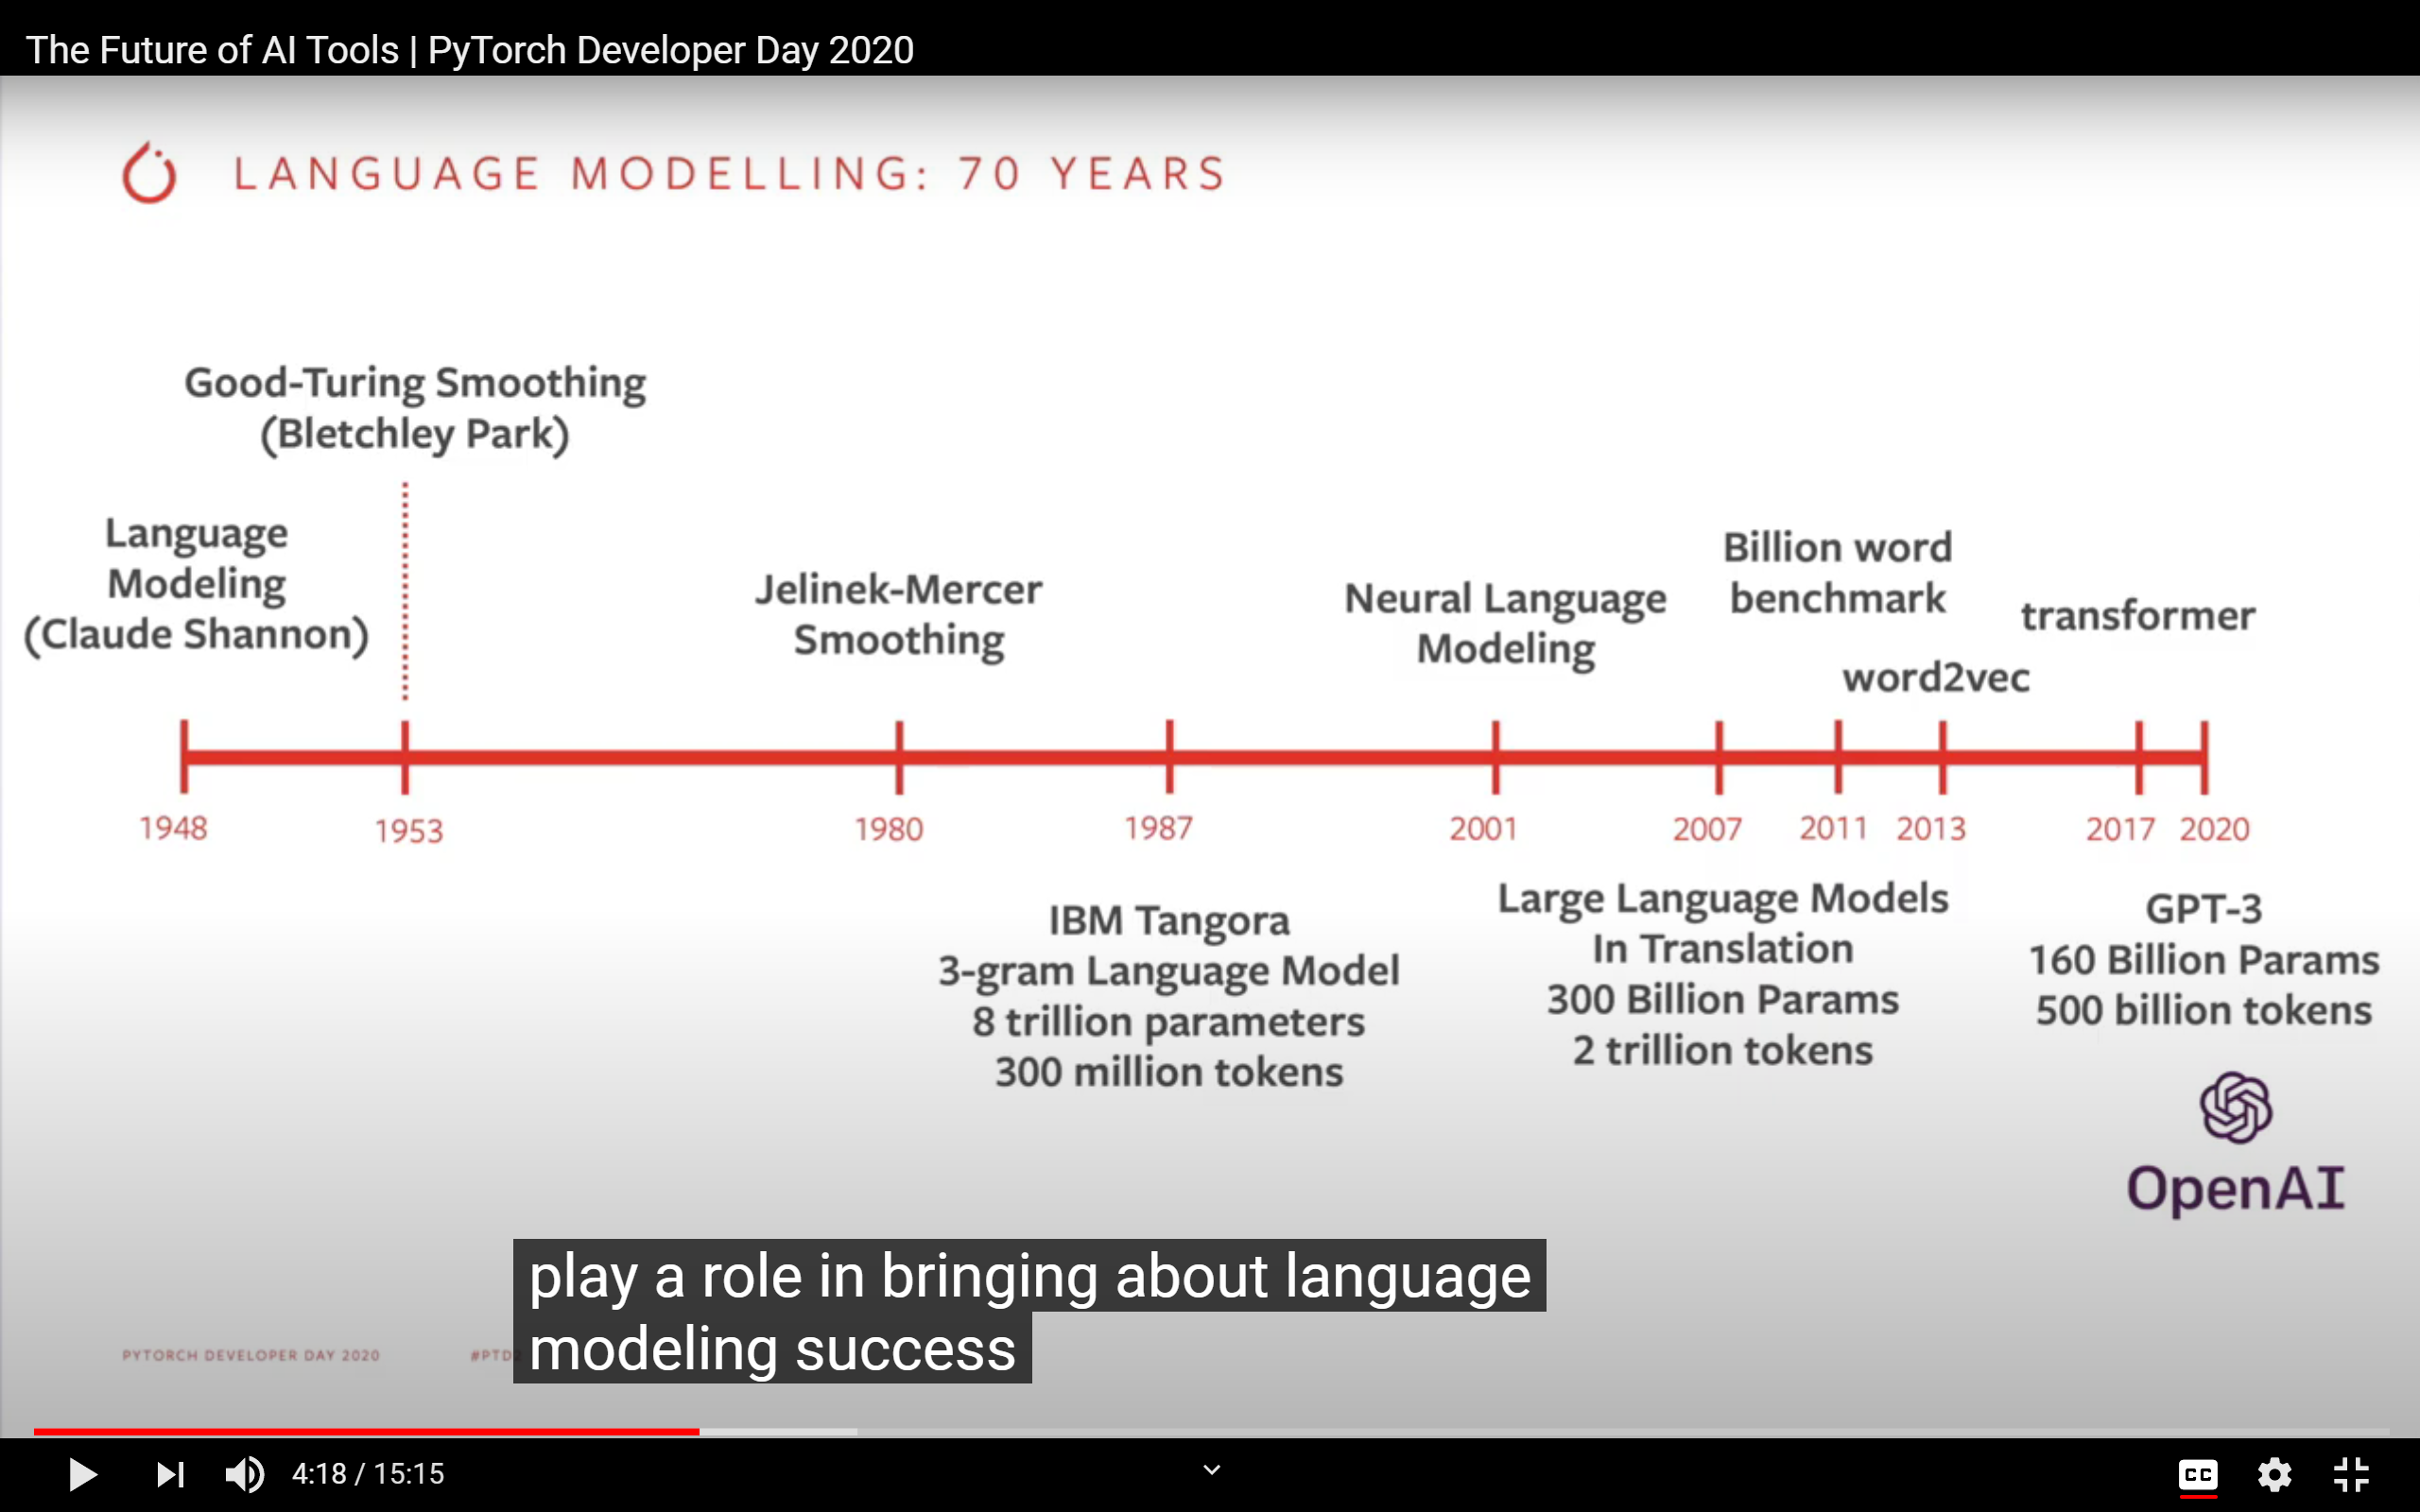 The Future of AI Tools | PyTorch Developer Day 2020
LANGUAGE MODELLING: 70 YEARS
Good-Turing Smoothing
(Bletchley Park)
Language
Modeling
(Claude Shannon)
Jelinek-Mercer
Smoothing
Neural Language
Modeling
Billion word
benchmark
transformer
word2vec
1948 1953 1980 1987 2001 2007 2011 2013 2017 2020
IBM Tangora
3-gram Language Model
8 trillion parameters
300 million tokens
Large Language Models
In Translation
300 Billion Params
2 trillion tokens
GPT-3
160 Billion Params
500 billion tokens
OpenAI
play a role in bringing about language
modeling success
PYTORCH DEVELOPER DAY 2020
4:18 / 15:15
CC